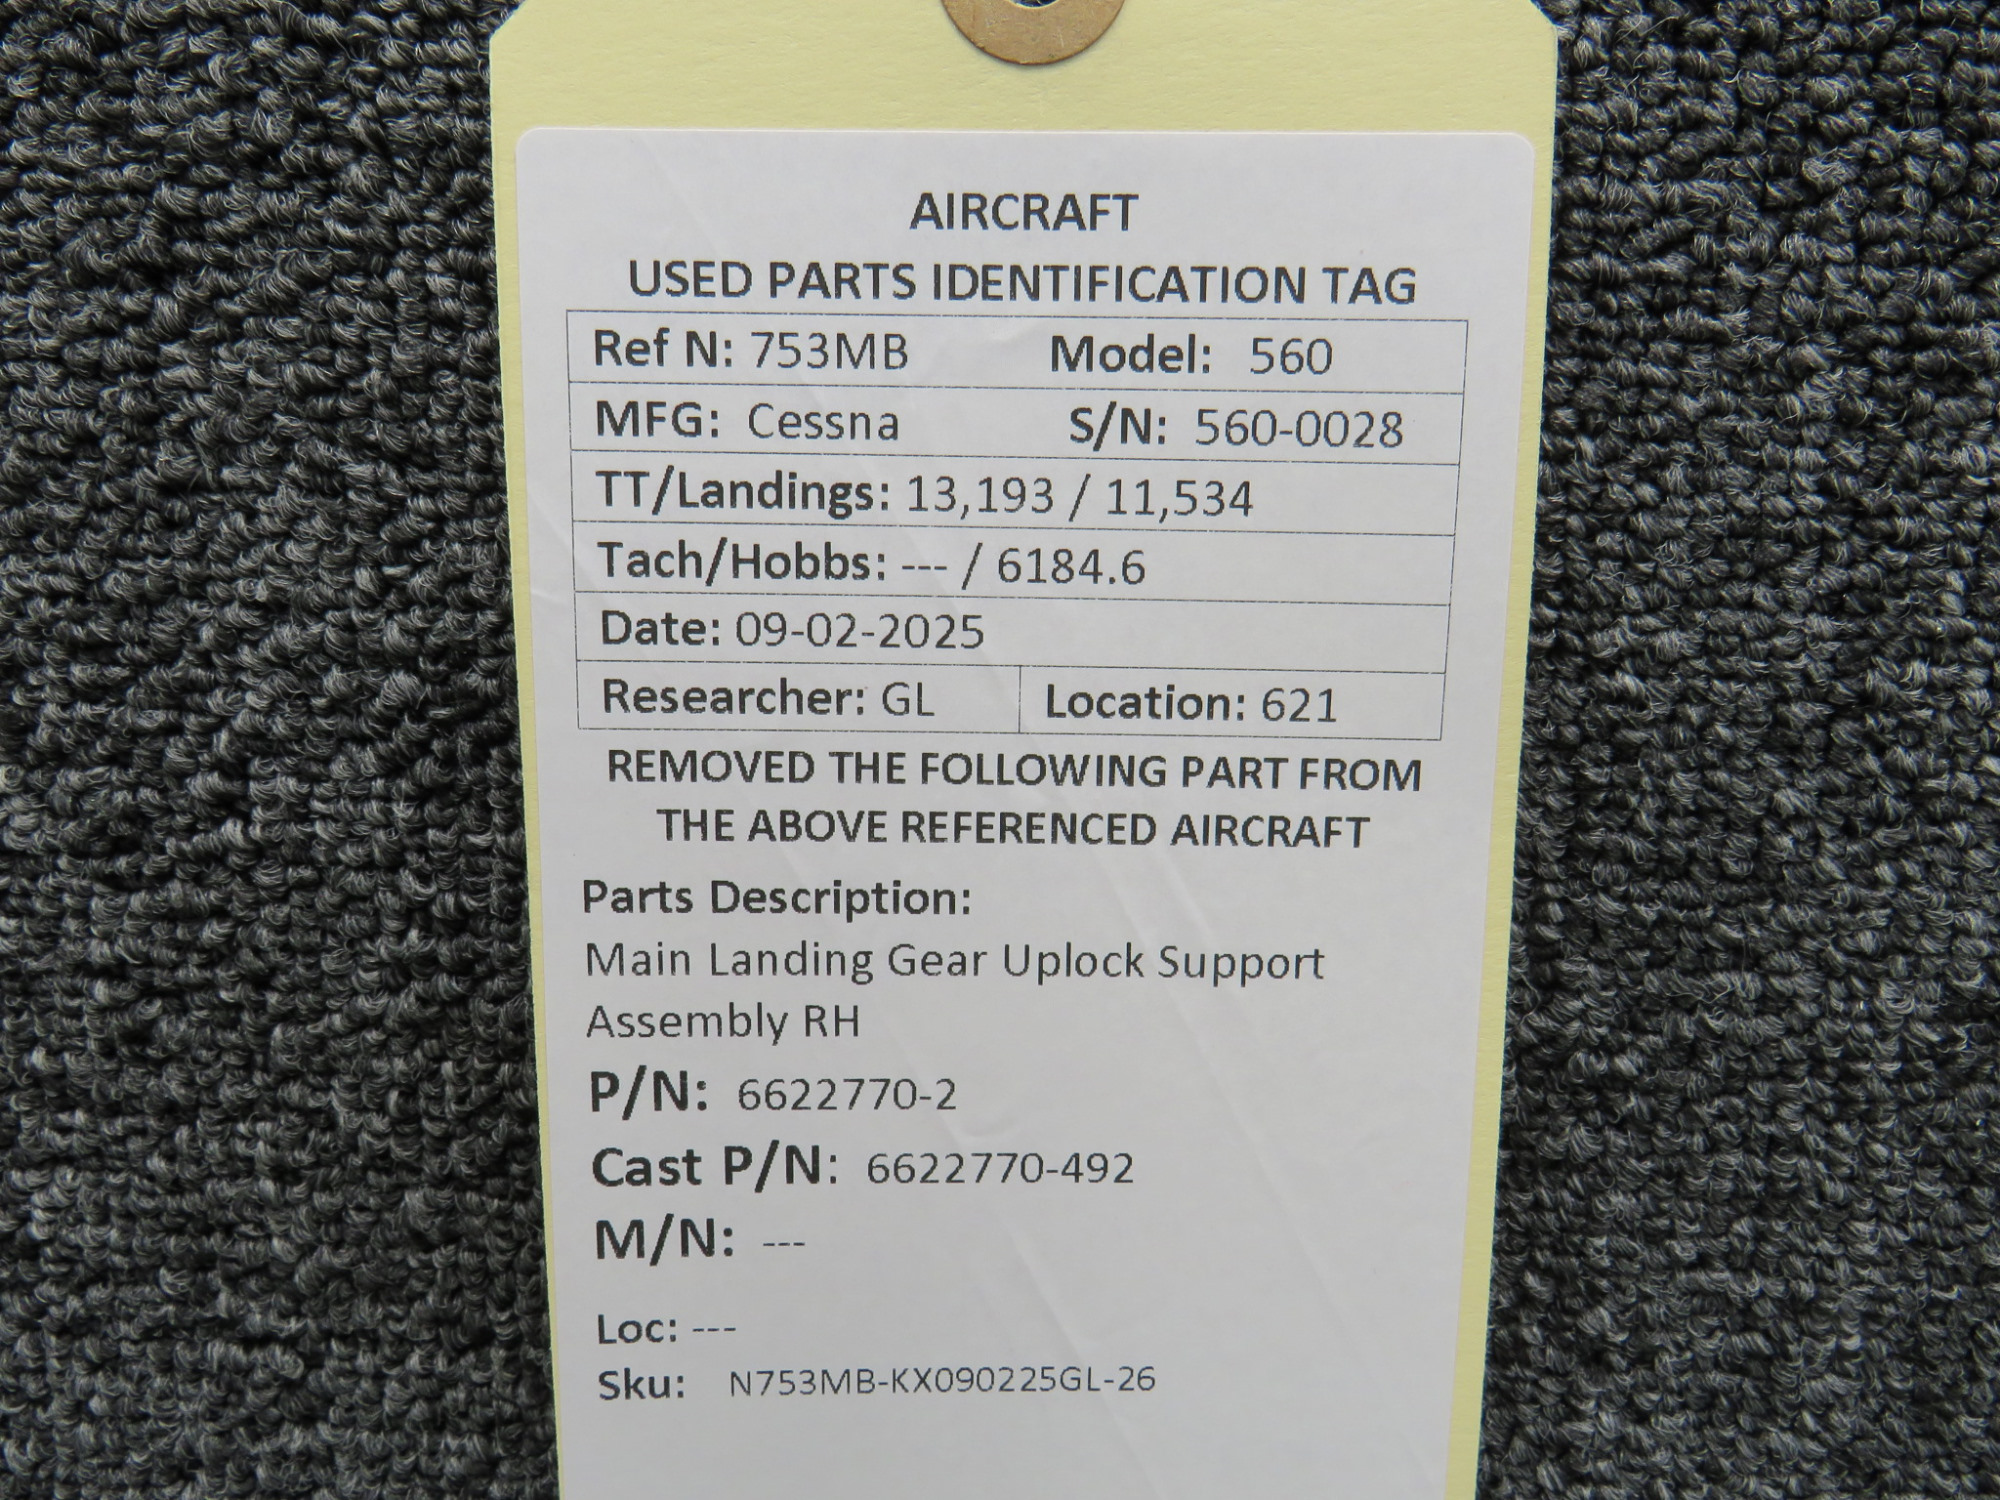 AIRCRAFT
USED PARTS IDENTIFICATION TAG
Ref N: 753MB Model: 560
MFG: Cessna S/N: 560-0028
TT/Landings: 13,193 / 11,534
Tach/Hobbs: --- / 6184.6
Date: 09-02-2025
Researcher: GL Location: 621
REMOVED THE FOLLOWING PART FROM
THE ABOVE REFERENCED AIRCRAFT
Parts Description:
Main Landing Gear Uplock Support
Assembly RH
P/N: 6622770-2
Cast P/N: 6622770-492
M/N: ---
Loc: ---
Sku: N753MB-KX090225GL-26